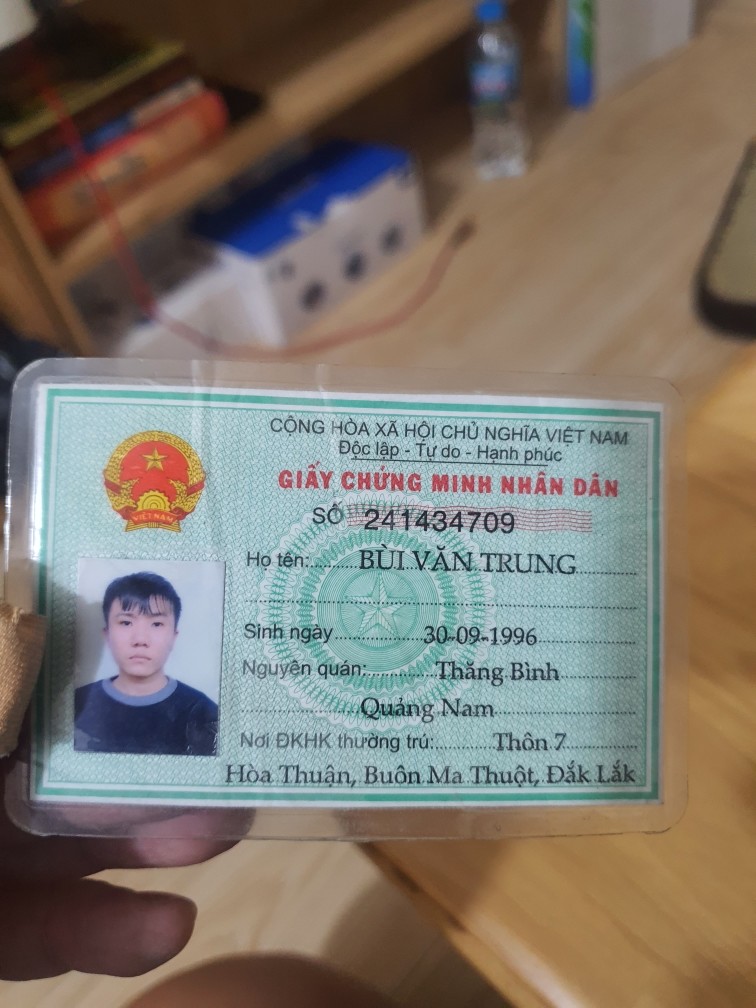 CỘNG HÒA XÃ HỘI CHỦ NGHĨA VIỆT NAM
Độc lập - Tự do - Hạnh phúc
GIẤY CHỨNG MINH NHÂN DÂN
SỐ 241434709
Họ tên: BÙI VĂN TRUNG
Sinh ngày 30-09-1996
Nguyên quán: Thăng Bình
Quảng Nam
Nơi ĐKHK thường trú: Thôn 7
Hòa Thuận, Buôn Ma Thuột, Đắk Lắk
VIỆT NAM